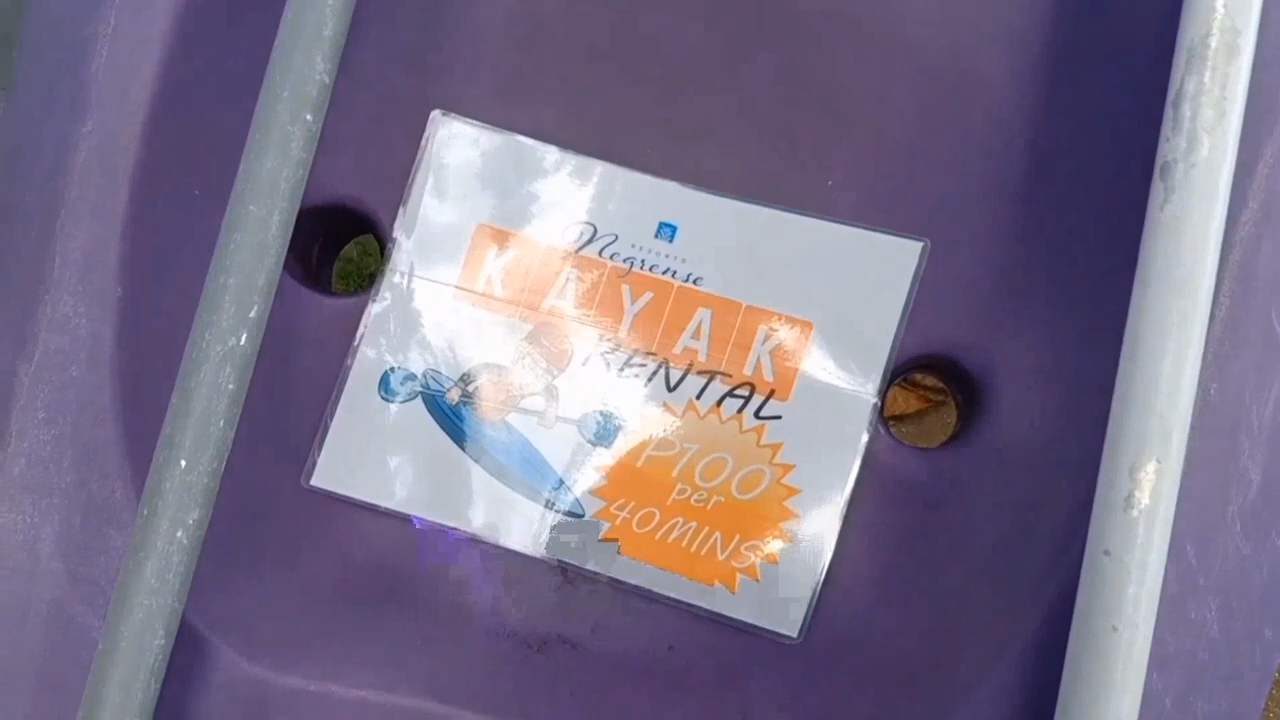 RESORTS
Negrense
KAYAK
RENTAL
P100
per
40MINS